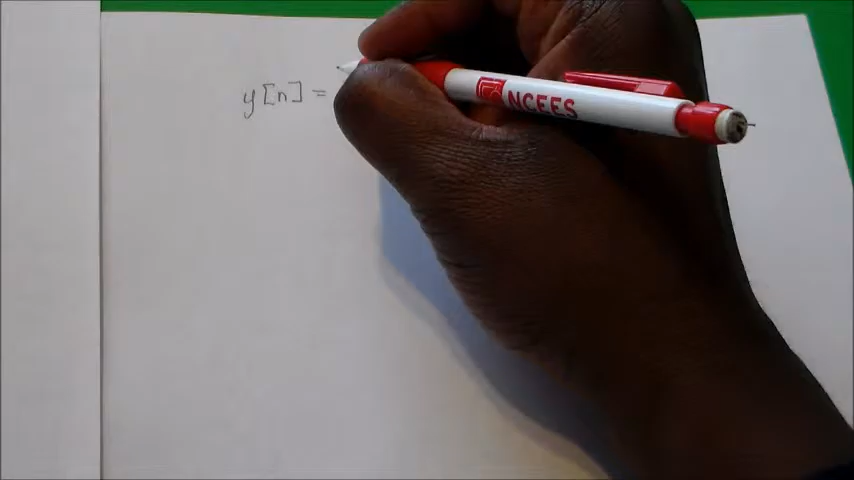 y[n] =
NCEES